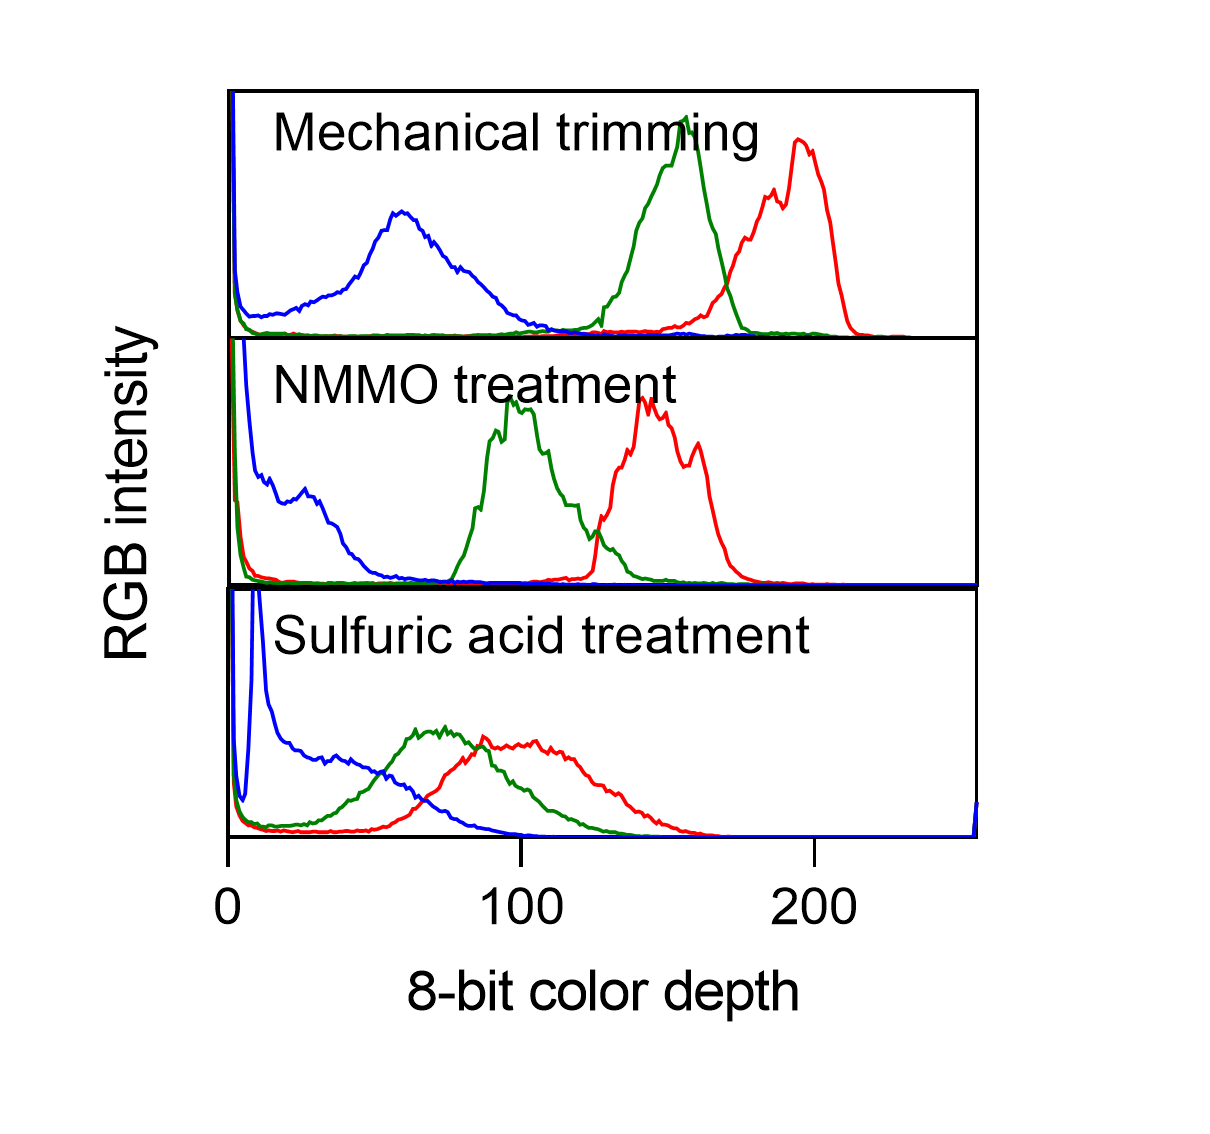 Mechanical trimming
NMMO treatment
Sulfuric acid treatment
RGB intensity
0 100 200
8-bit color depth